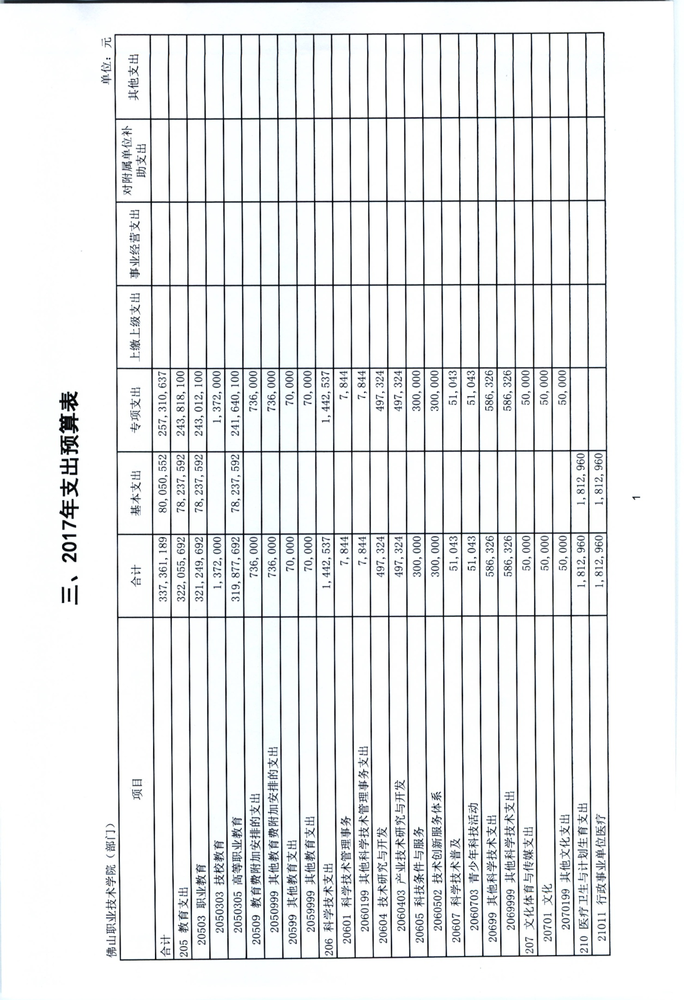 三、2017年支出预算表
佛山职业技术学院（部门） 单位：元
项目 合计 基本支出 专项支出 上缴上级支出 事业经营支出 对附属单位补助支出 其他支出
合计 337,361,189 80,050,552 257,310,637
205 教育支出 322,055,692 78,237,592 243,818,100
20503 职业教育 321,249,692 78,237,592 243,012,100
2050303 技校教育 1,372,000 1,372,000
2050305 高等职业教育 319,877,692 78,237,592 241,640,100
20509 教育费附加安排的支出 736,000 736,000
2050999 其他教育费附加安排的支出 736,000 736,000
20599 其他教育支出 70,000 70,000
2059999 其他教育支出 70,000 70,000
206 科学技术支出 1,442,537 1,442,537
20601 科学技术管理事务 7,844 7,844
2060199 其他科学技术管理事务支出 7,844 7,844
20604 技术研究与开发 497,324 497,324
2060403 产业技术研究与开发 497,324 497,324
20605 科技条件与服务 300,000 300,000
2060502 技术创新服务体系 300,000 300,000
20607 科学技术普及 51,043 51,043
2060703 青少年科技活动 51,043 51,043
20699 其他科学技术支出 586,326 586,326
2069999 其他科学技术支出 586,326 586,326
207 文化体育与传媒支出 50,000 50,000
20701 文化 50,000 50,000
2070199 其他文化支出 50,000 50,000
210 医疗卫生与计划生育支出 1,812,960 1,812,960
21011 行政事业单位医疗 1,812,960 1,812,960
1